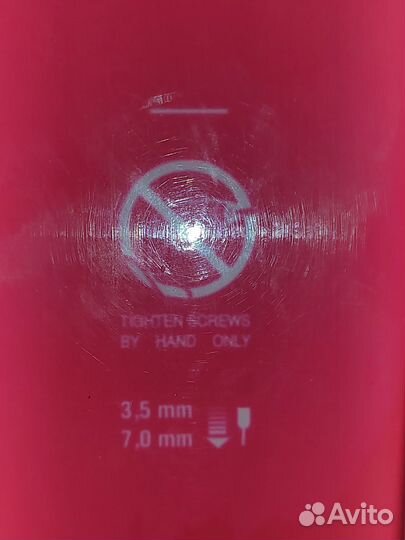 TIGHTEN SCREWS
BY HAND ONLY
3,5 mm
7,0 mm
Avito